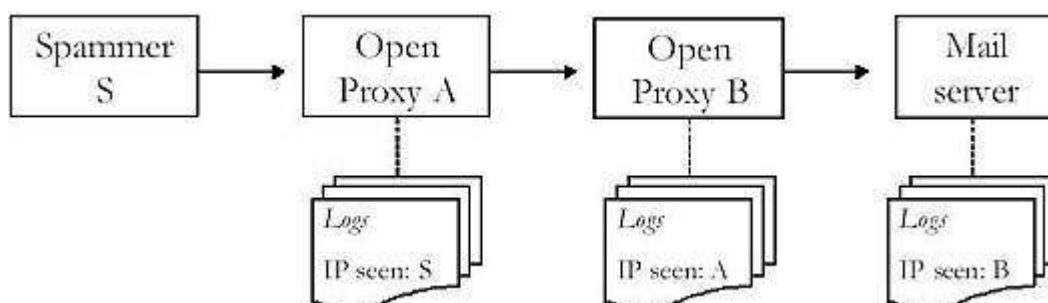 Spammer
S
Open
Proxy A
Open
Proxy B
Mail
server
Logs
IP seen: S
Logs
IP seen: A
Logs
IP seen: B